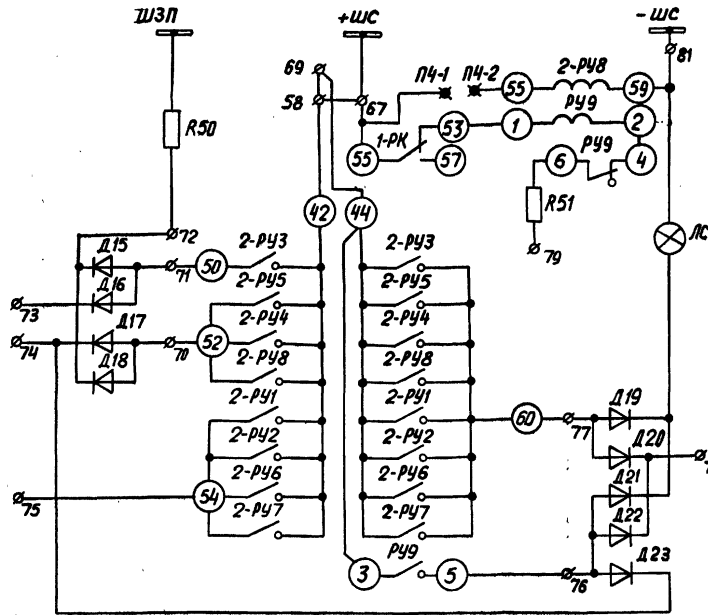 ШЗП +ШС -ШС
69 81
П4-1 П4-2 55 2-РУ8 59
58 67
R50 РУ9
1-РК 53 1 2
55 57 6 РУ9 4
R51
42 44 ЛС
72 79
Д15 50 2-РУ3 2-РУ3
71
Д16 2-РУ5 2-РУ5
73
Д17 2-РУ4 2-РУ4
74 70 52
Д18 2-РУ8 2-РУ8
2-РУ1 2-РУ1 Д19
60
2-РУ2 2-РУ2 77 Д20
2-РУ6 2-РУ6 Д21
54
75 2-РУ7 2-РУ7 Д22
РУ9 Д23
3 5
76